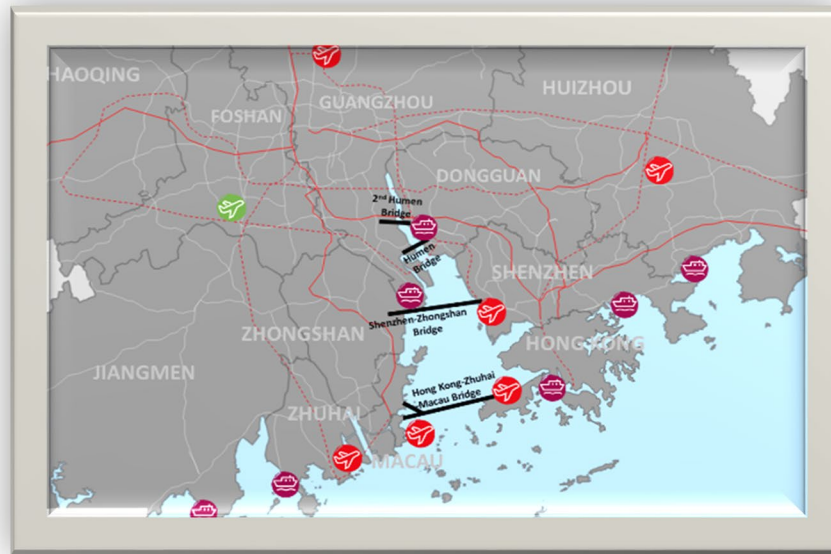 HAOQING
GUANGZHOU
HUIZHOU
FOSHAN
DONGGUAN
2nd Humen
Bridge
Humen
Bridge
SHENZHEN
Shenzhen-Zhongshan
Bridge
ZHONGSHAN
HONG KONG
JIANGMEN
Hong Kong-Zhuhai
-Macau Bridge
ZHUHAI
MACAU